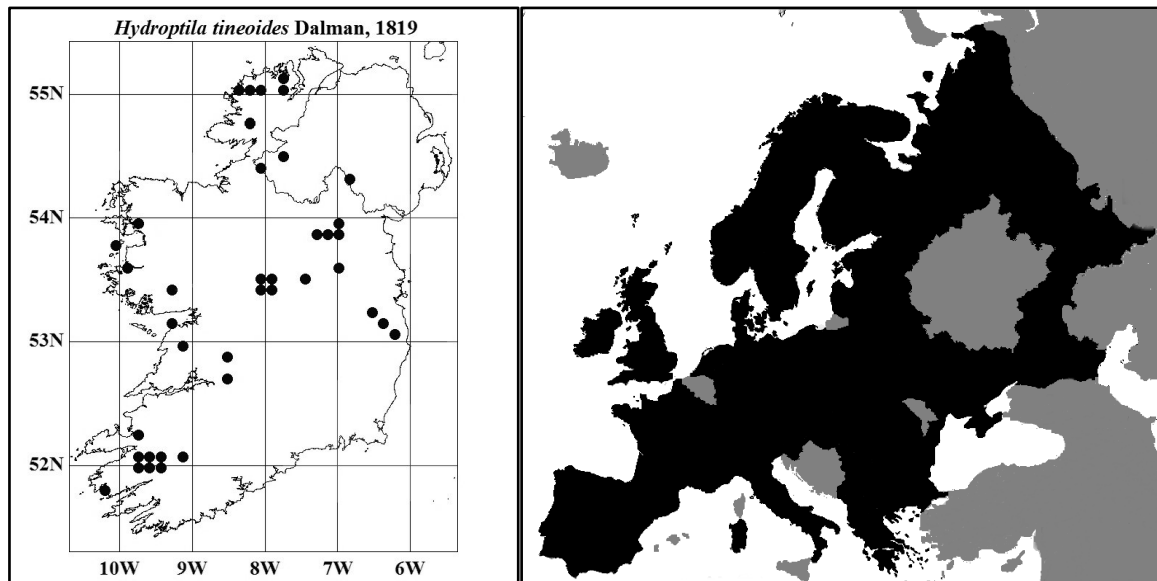 Hydroptila tineoides Dalman, 1819
55N
54N
53N
52N
10W 9W 8W 7W 6W